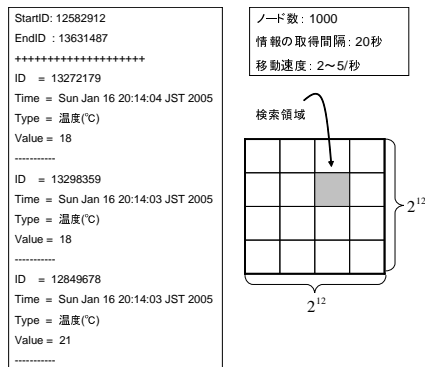 StartID: 12582912
EndID : 13631487
++++++++++++++++++++
ID = 13272179
Time = Sun Jan 16 20:14:04 JST 2005
Type = 温度(℃)
Value = 18
-----------
ID = 13298359
Time = Sun Jan 16 20:14:03 JST 2005
Type = 温度(℃)
Value = 18
-----------
ID = 12849678
Time = Sun Jan 16 20:14:03 JST 2005
Type = 温度(℃)
Value = 21
-----------
ノード数: 1000
情報の取得間隔: 20秒
移動速度: 2~5/秒
検索領域
2¹²
2¹²